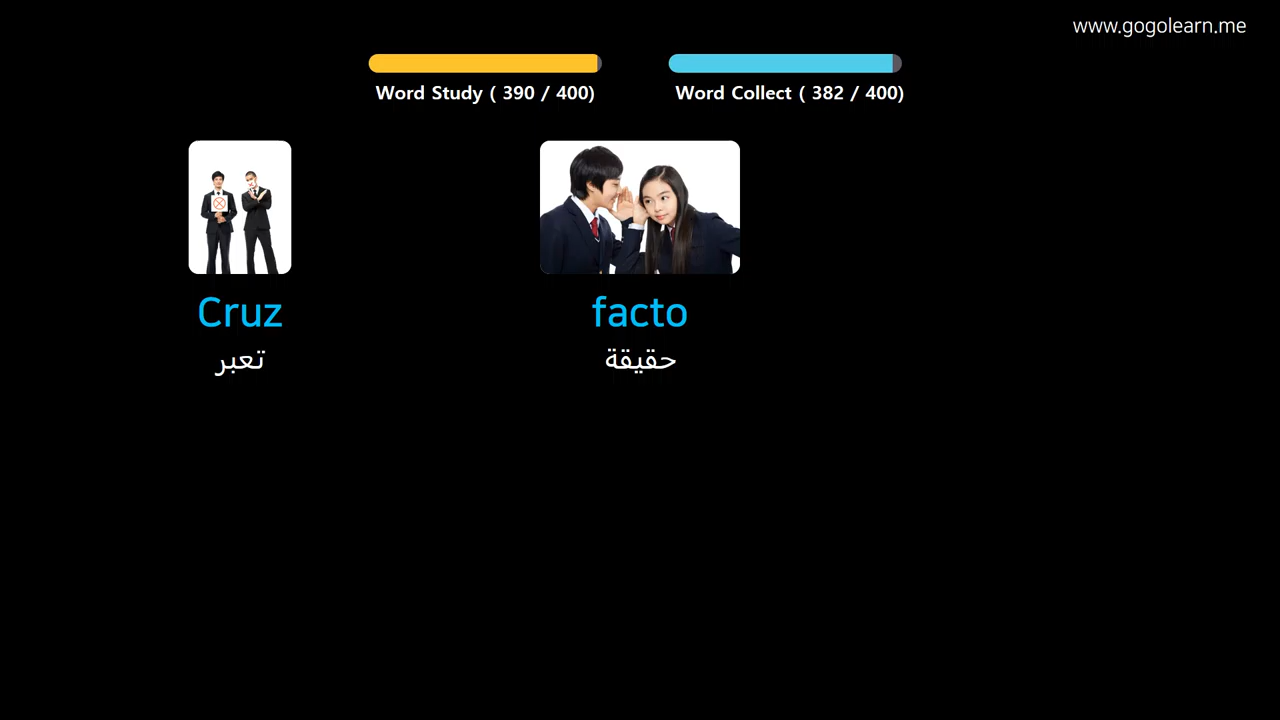 www.gogolearn.me
Word Study ( 390 / 400)
Word Collect ( 382 / 400)
Cruz
تعبر
facto
حقيقة